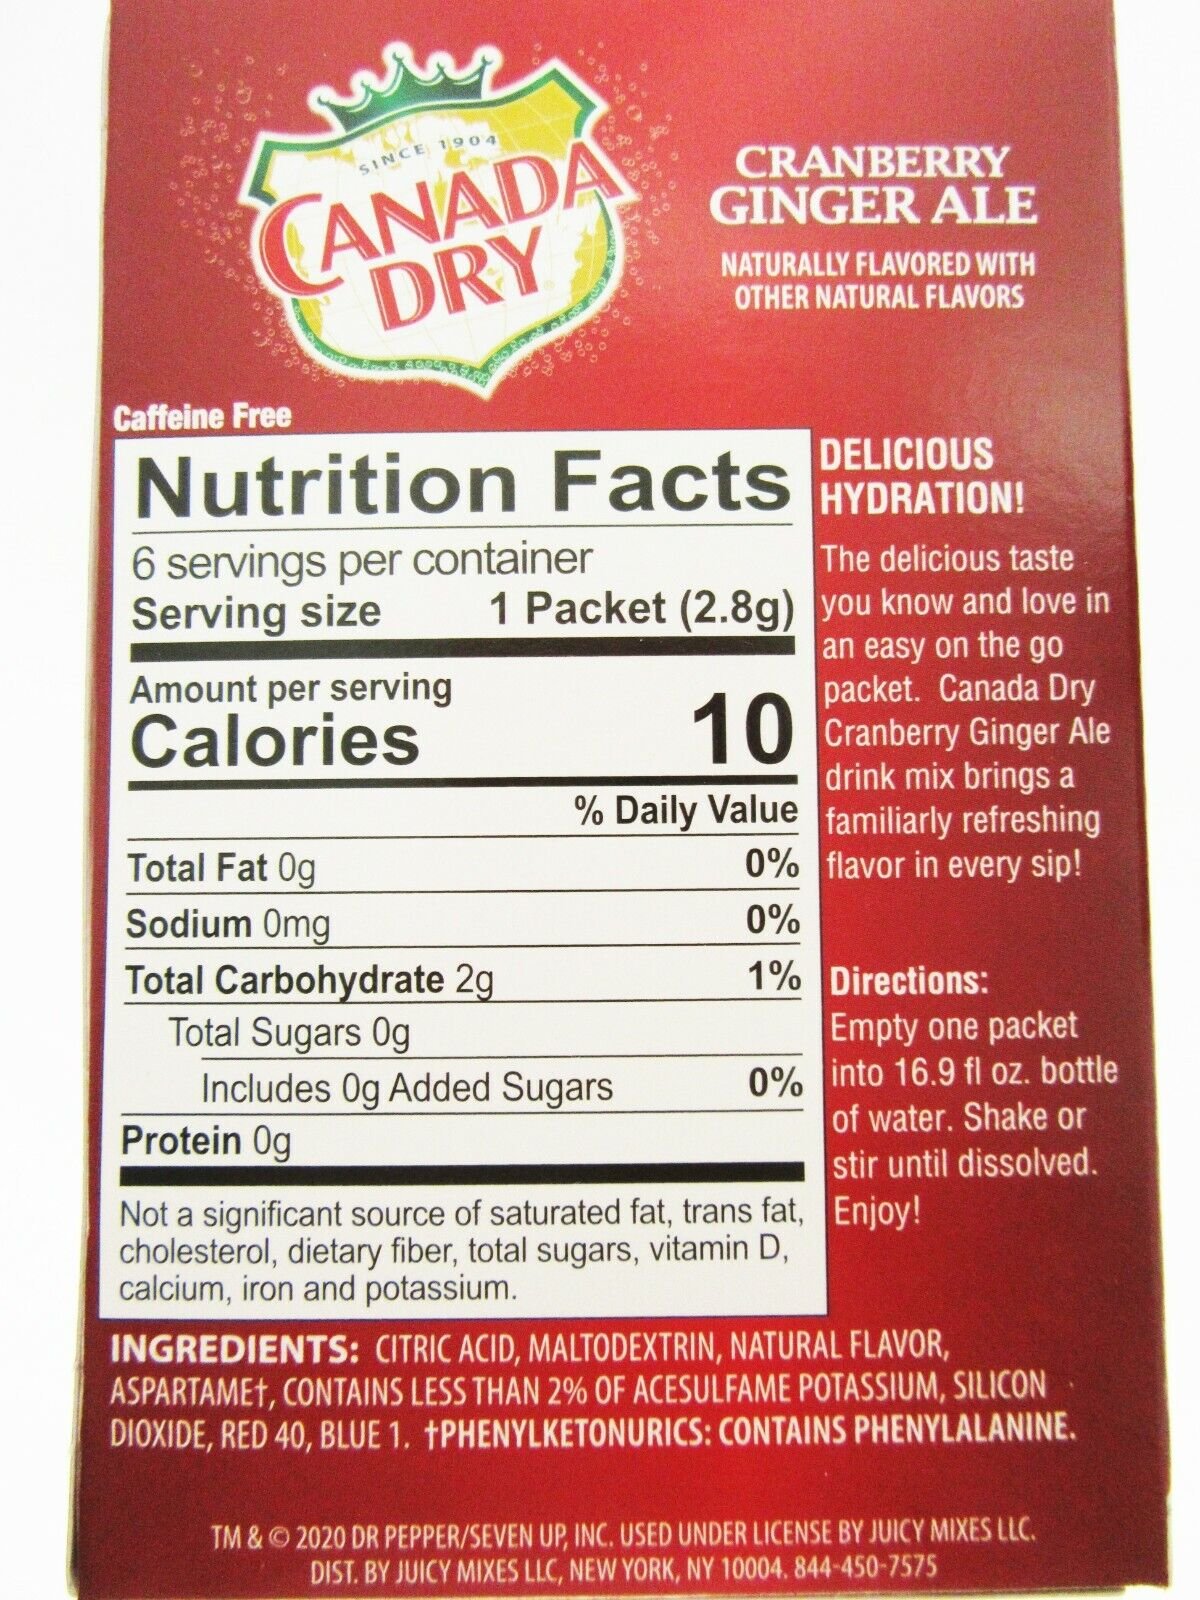 SINCE 1904
CANADA
DRY
CRANBERRY
GINGER ALE
NATURALLY FLAVORED WITH
OTHER NATURAL FLAVORS
Caffeine Free
Nutrition Facts
6 servings per container
Serving size 1 Packet (2.8g)
Amount per serving
Calories 10
% Daily Value
Total Fat 0g 0%
Sodium 0mg 0%
Total Carbohydrate 2g 1%
Total Sugars 0g
Includes 0g Added Sugars 0%
Protein 0g
Not a significant source of saturated fat, trans fat,
cholesterol, dietary fiber, total sugars, vitamin D,
calcium, iron and potassium.
DELICIOUS
HYDRATION!
The delicious taste
you know and love in
an easy on the go
packet. Canada Dry
Cranberry Ginger Ale
drink mix brings a
familiarly refreshing
flavor in every sip!
Directions:
Empty one packet
into 16.9 fl oz. bottle
of water. Shake or
stir until dissolved.
Enjoy!
INGREDIENTS: CITRIC ACID, MALTODEXTRIN, NATURAL FLAVOR,
ASPARTAME†, CONTAINS LESS THAN 2% OF ACESULFAME POTASSIUM, SILICON
DIOXIDE, RED 40, BLUE 1. †PHENYLKETONURICS: CONTAINS PHENYLALANINE.
TM & © 2020 DR PEPPER/SEVEN UP, INC. USED UNDER LICENSE BY JUICY MIXES LLC.
DIST. BY JUICY MIXES LLC, NEW YORK, NY 10004. 844-450-7575